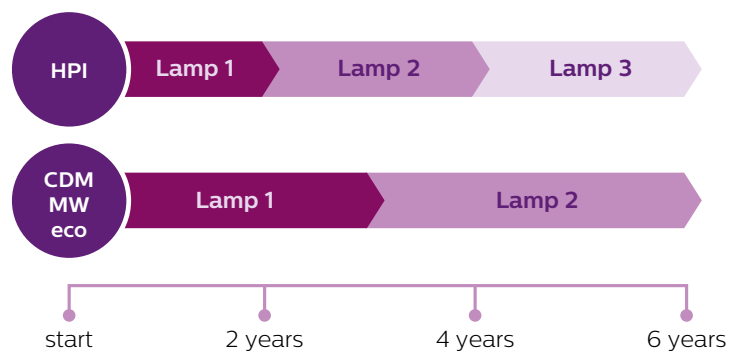 HPI
Lamp 1
Lamp 2
Lamp 3
CDM
MW
eco
Lamp 1
Lamp 2
start
2 years
4 years
6 years